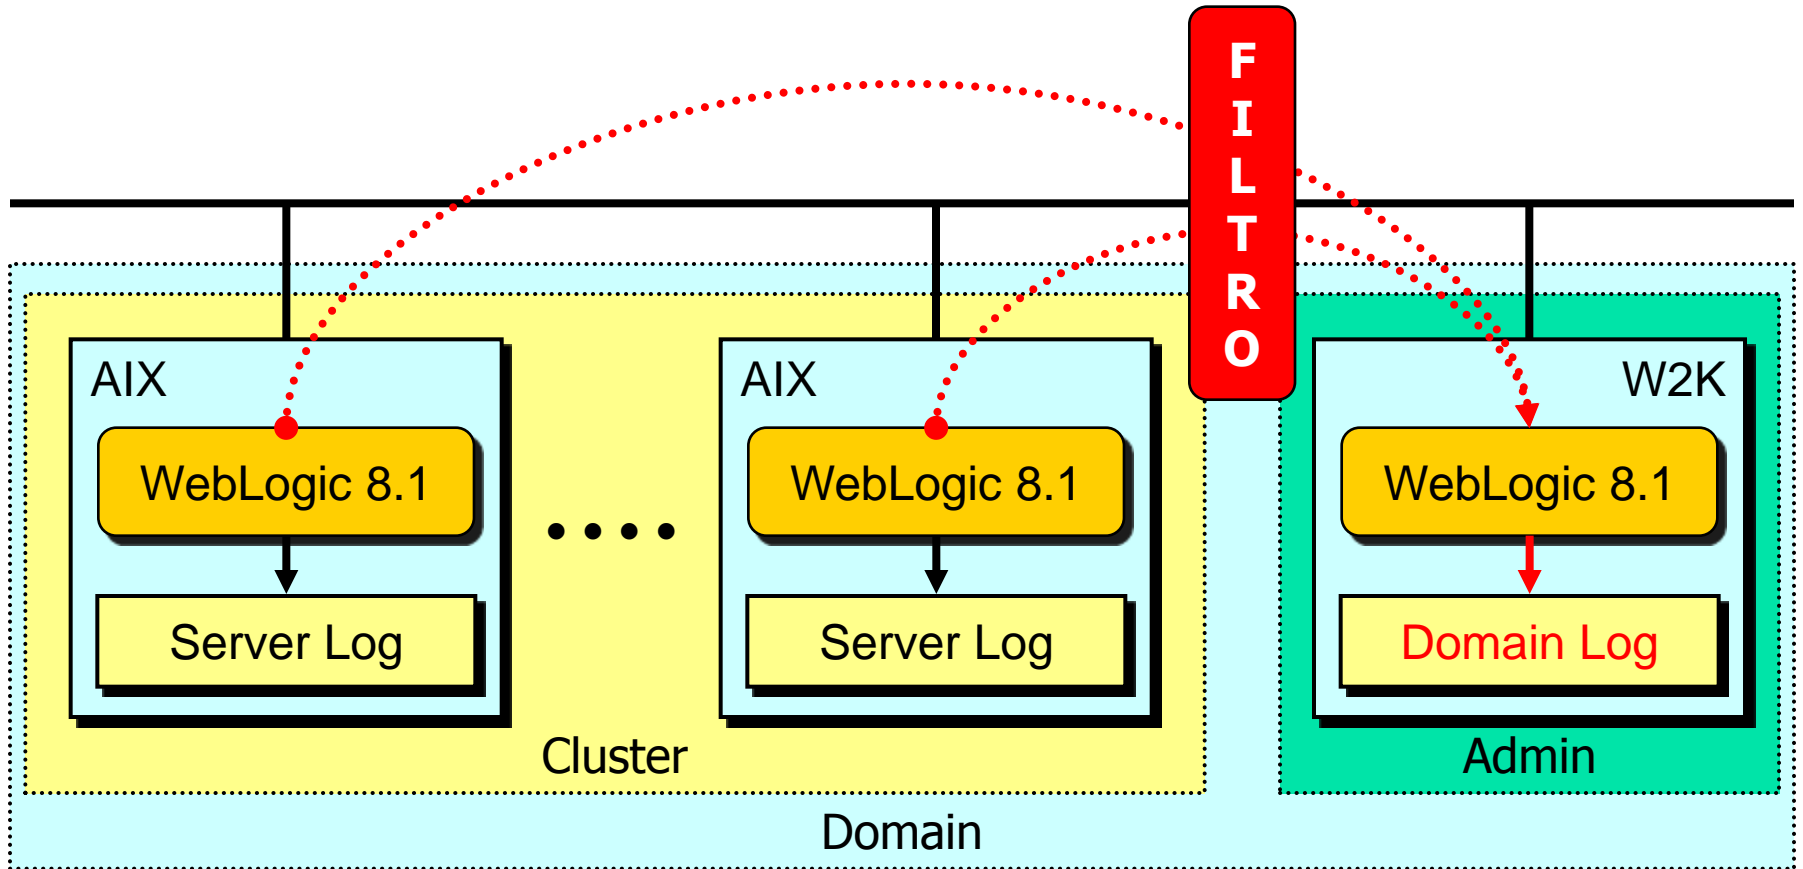 F
I
L
T
R
O
AIX
AIX
W2K
WebLogic 8.1
WebLogic 8.1
WebLogic 8.1
Server Log
Server Log
Domain Log
Cluster
Admin
Domain